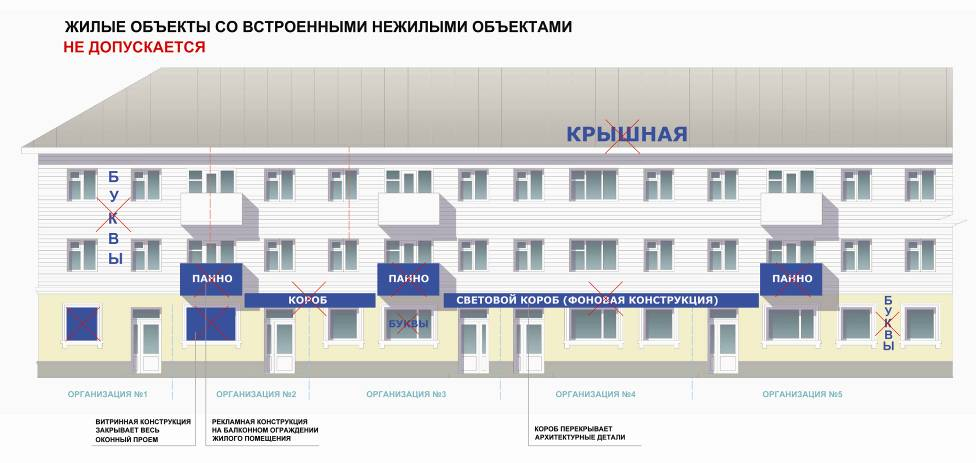 ЖИЛЫЕ ОБЪЕКТЫ СО ВСТРОЕННЫМИ НЕЖИЛЫМИ ОБЪЕКТАМИ
НЕ ДОПУСКАЕТСЯ
КРЫШНАЯ
БУКВЫ
ПАННО
ПАННО
ПАННО
КОРОБ
СВЕТОВОЙ КОРОБ (ФОНОВАЯ КОНСТРУКЦИЯ)
БУКВЫ
БУКВЫ
ОРГАНИЗАЦИЯ №1
ОРГАНИЗАЦИЯ №2
ОРГАНИЗАЦИЯ №3
ОРГАНИЗАЦИЯ №4
ОРГАНИЗАЦИЯ №5
ВИТРИННАЯ КОНСТРУКЦИЯ
ЗАКРЫВАЕТ ВЕСЬ
ОКОННЫЙ ПРОЕМ
РЕКЛАМНАЯ КОНСТРУКЦИЯ
НА БАЛКОННОМ ОГРАЖДЕНИИ
ЖИЛОГО ПОМЕЩЕНИЯ
КОРОБ ПЕРЕКРЫВАЕТ
АРХИТЕКТУРНЫЕ ДЕТАЛИ